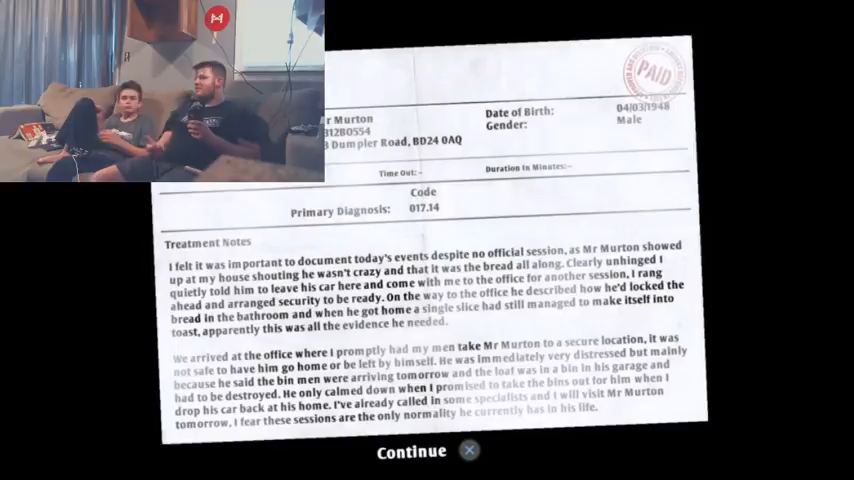 PAID
r Murton
Date of Birth: 04/03/1948
312B0554
Gender: Male
Dumpler Road, BD24 0AQ
Time Out:- Duration In Minutes:-
Code
Primary Diagnosis: 017.14
Treatment Notes
I felt it was important to document today's events despite no official session, as Mr Murton showed
up at my house shouting he wasn't crazy and that it was the bread all along. Clearly unhinged I
quietly told him to leave his car here and come with me to the office for another session, I rang
ahead and arranged security to be ready. On the way to the office he described how he'd locked the
bread in the bathroom and when he got home a single slice had still managed to make itself into
toast, apparently this was all the evidence he needed.
We arrived at the office where I promptly had my men take Mr Murton to a secure location, it was
not safe to have him go home or be left by himself. He was immediately very distressed but mainly
because he said the bin men were arriving tomorrow and the loaf was in a bin in his garage and
had to be destroyed. He only calmed down when I promised to take the bins out for him when I
drop his car back at his home. I've already called in some specialists and I will visit Mr Murton
tomorrow, I fear these sessions are the only normality he currently has in his life.
Continue